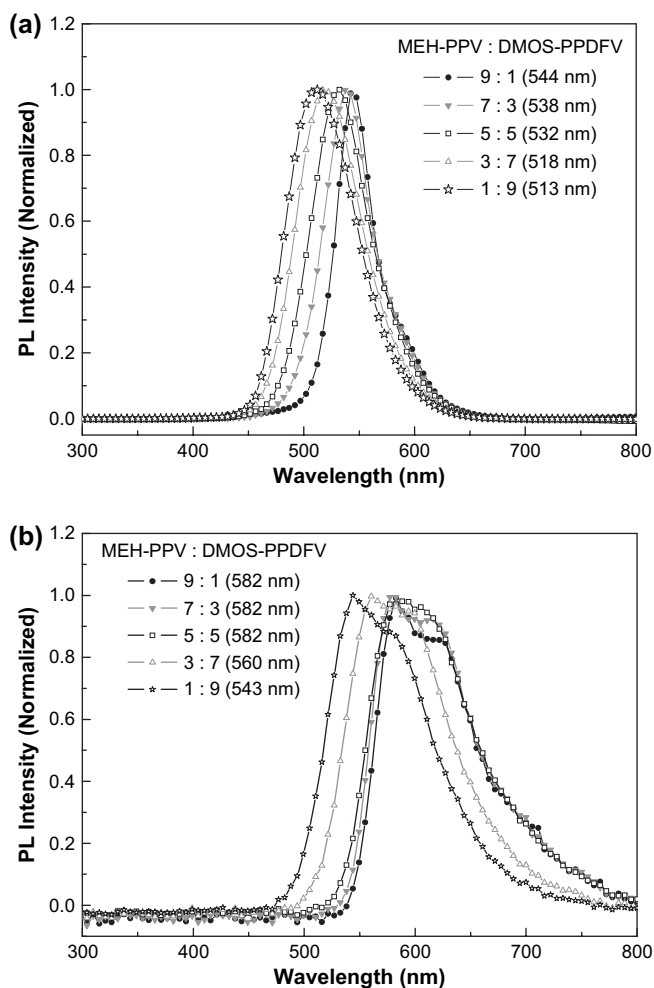 (a)
1.2
1.0
0.8
0.6
0.4
0.2
0.0
PL Intensity (Normalized)
MEH-PPV : DMOS-PPDFV
9 : 1 (544 nm)
7 : 3 (538 nm)
5 : 5 (532 nm)
3 : 7 (518 nm)
1 : 9 (513 nm)
300 400 500 600 700 800
Wavelength (nm)
(b)
1.2
1.0
0.8
0.6
0.4
0.2
0.0
PL Intensity (Normalized)
MEH-PPV : DMOS-PPDFV
9 : 1 (582 nm)
7 : 3 (582 nm)
5 : 5 (582 nm)
3 : 7 (560 nm)
1 : 9 (543 nm)
300 400 500 600 700 800
Wavelength (nm)